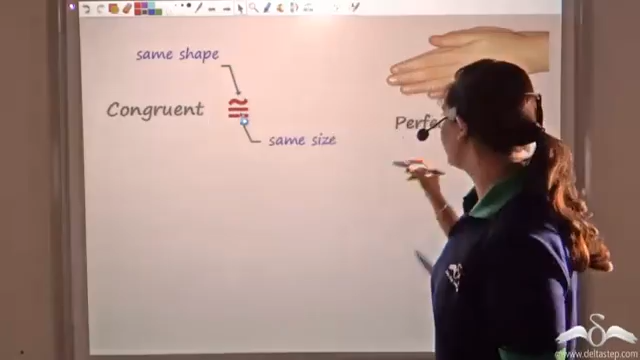 same shape
Congruent ≅
same size
www.deltastep.com